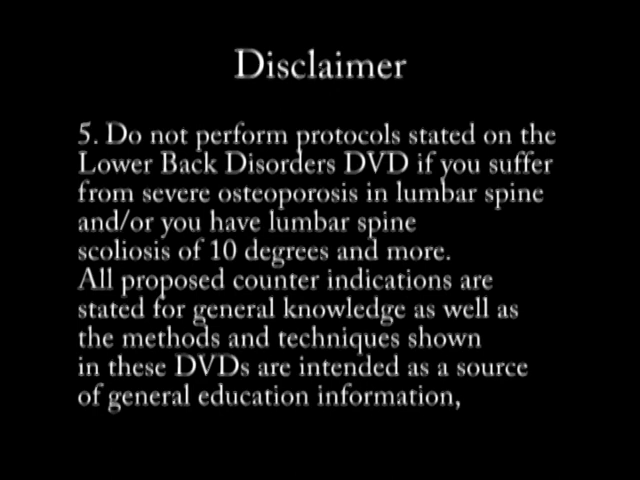 Disclaimer
5. Do not perform protocols stated on the
Lower Back Disorders DVD if you suffer
from severe osteoporosis in lumbar spine
and/or you have lumbar spine
scoliosis of 10 degrees and more.
All proposed counter indications are
stated for general knowledge as well as
the methods and techniques shown
in these DVDs are intended as a source
of general education information,